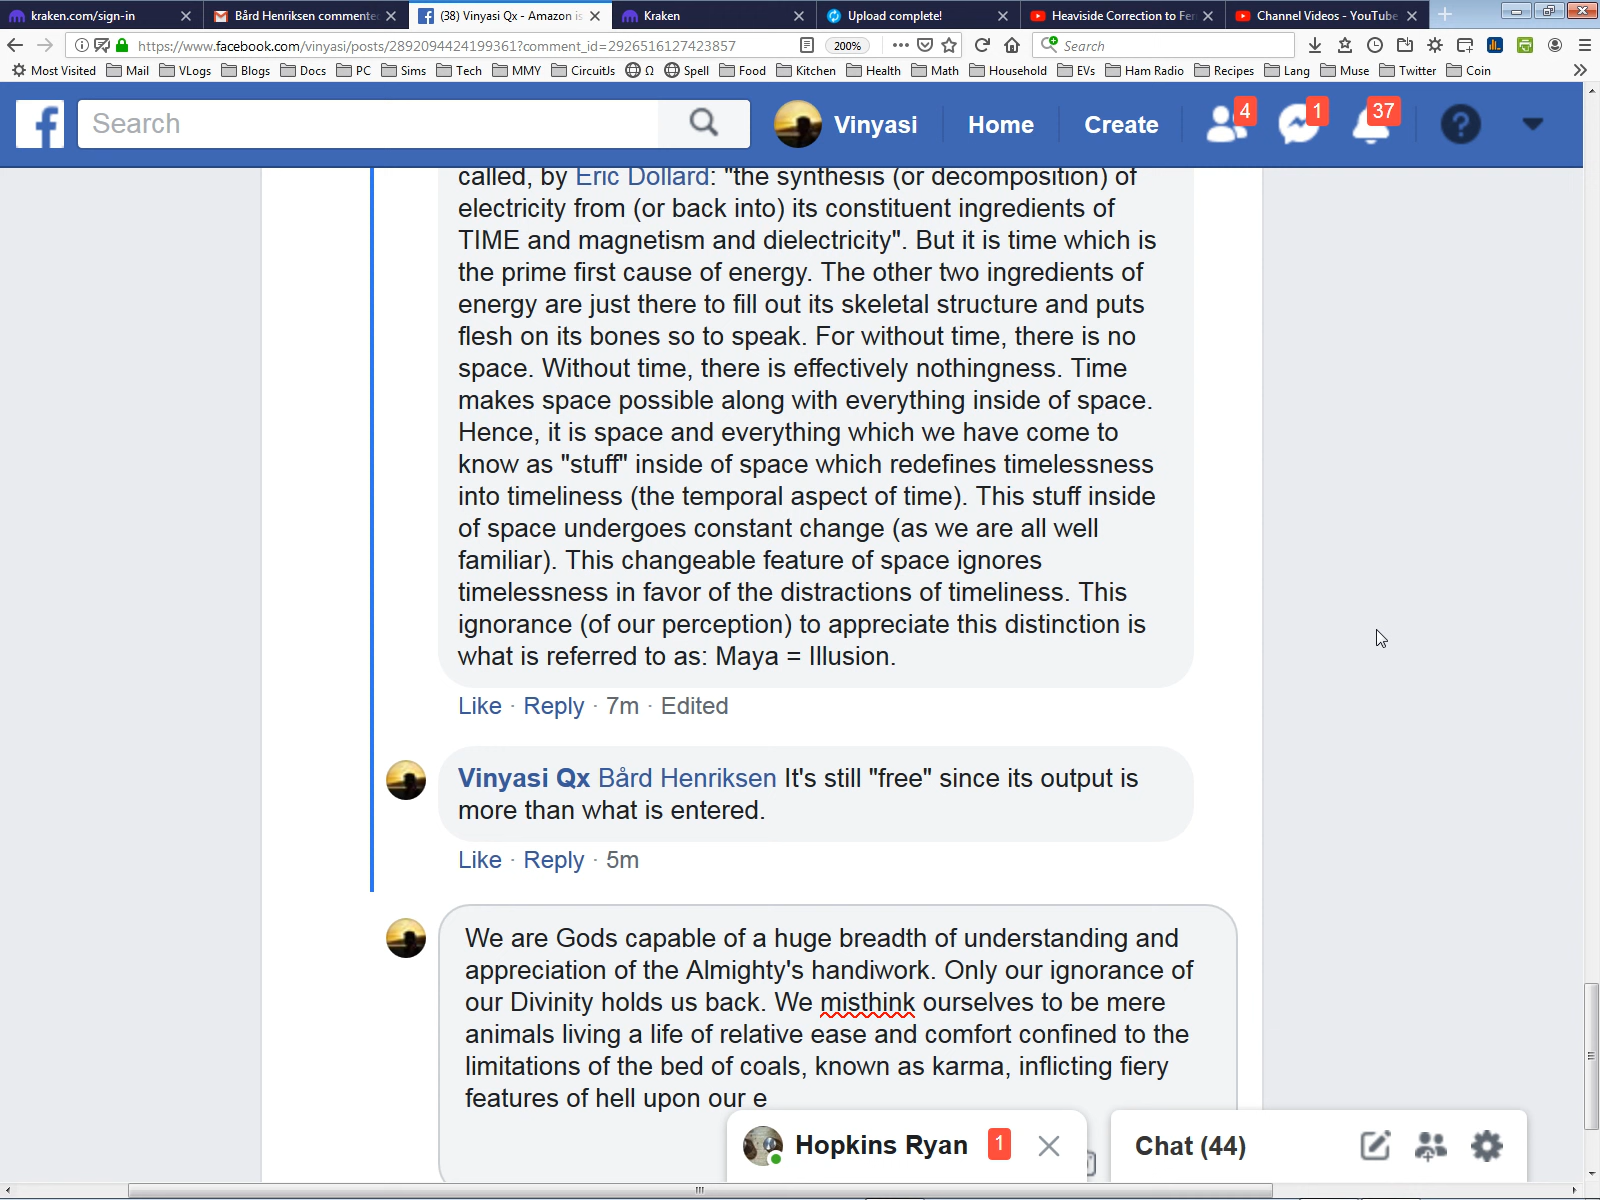 kraken.com/sign-in
Bård Henriksen commente
(38) Vinyasi Qx - Amazon is
Kraken
Upload complete!
Heaviside Correction to Fer
Channel Videos - YouTube
https://www.facebook.com/vinyasi/posts/2892094424199361?comment_id=2926516127423857
200%
Search
Most Visited Mail VLogs Blogs Docs PC Sims Tech MMY CircuitJs Ω Spell Food Kitchen Health Math Household EVs Ham Radio Recipes Lang Muse Twitter Coin
Search
Vinyasi
Home
Create
4
1
37
called, by Eric Dollard: "the synthesis (or decomposition) of
electricity from (or back into) its constituent ingredients of
TIME and magnetism and dielectricity". But it is time which is
the prime first cause of energy. The other two ingredients of
energy are just there to fill out its skeletal structure and puts
flesh on its bones so to speak. For without time, there is no
space. Without time, there is effectively nothingness. Time
makes space possible along with everything inside of space.
Hence, it is space and everything which we have come to
know as "stuff" inside of space which redefines timelessness
into timeliness (the temporal aspect of time). This stuff inside
of space undergoes constant change (as we are all well
familiar). This changeable feature of space ignores
timelessness in favor of the distractions of timeliness. This
ignorance (of our perception) to appreciate this distinction is
what is referred to as: Maya = Illusion.
Like · Reply · 7m · Edited
Vinyasi Qx Bård Henriksen It's still "free" since its output is
more than what is entered.
Like · Reply · 5m
We are Gods capable of a huge breadth of understanding and
appreciation of the Almighty's handiwork. Only our ignorance of
our Divinity holds us back. We misthink ourselves to be mere
animals living a life of relative ease and comfort confined to the
limitations of the bed of coals, known as karma, inflicting fiery
features of hell upon our e
Hopkins Ryan 1
Chat (44)